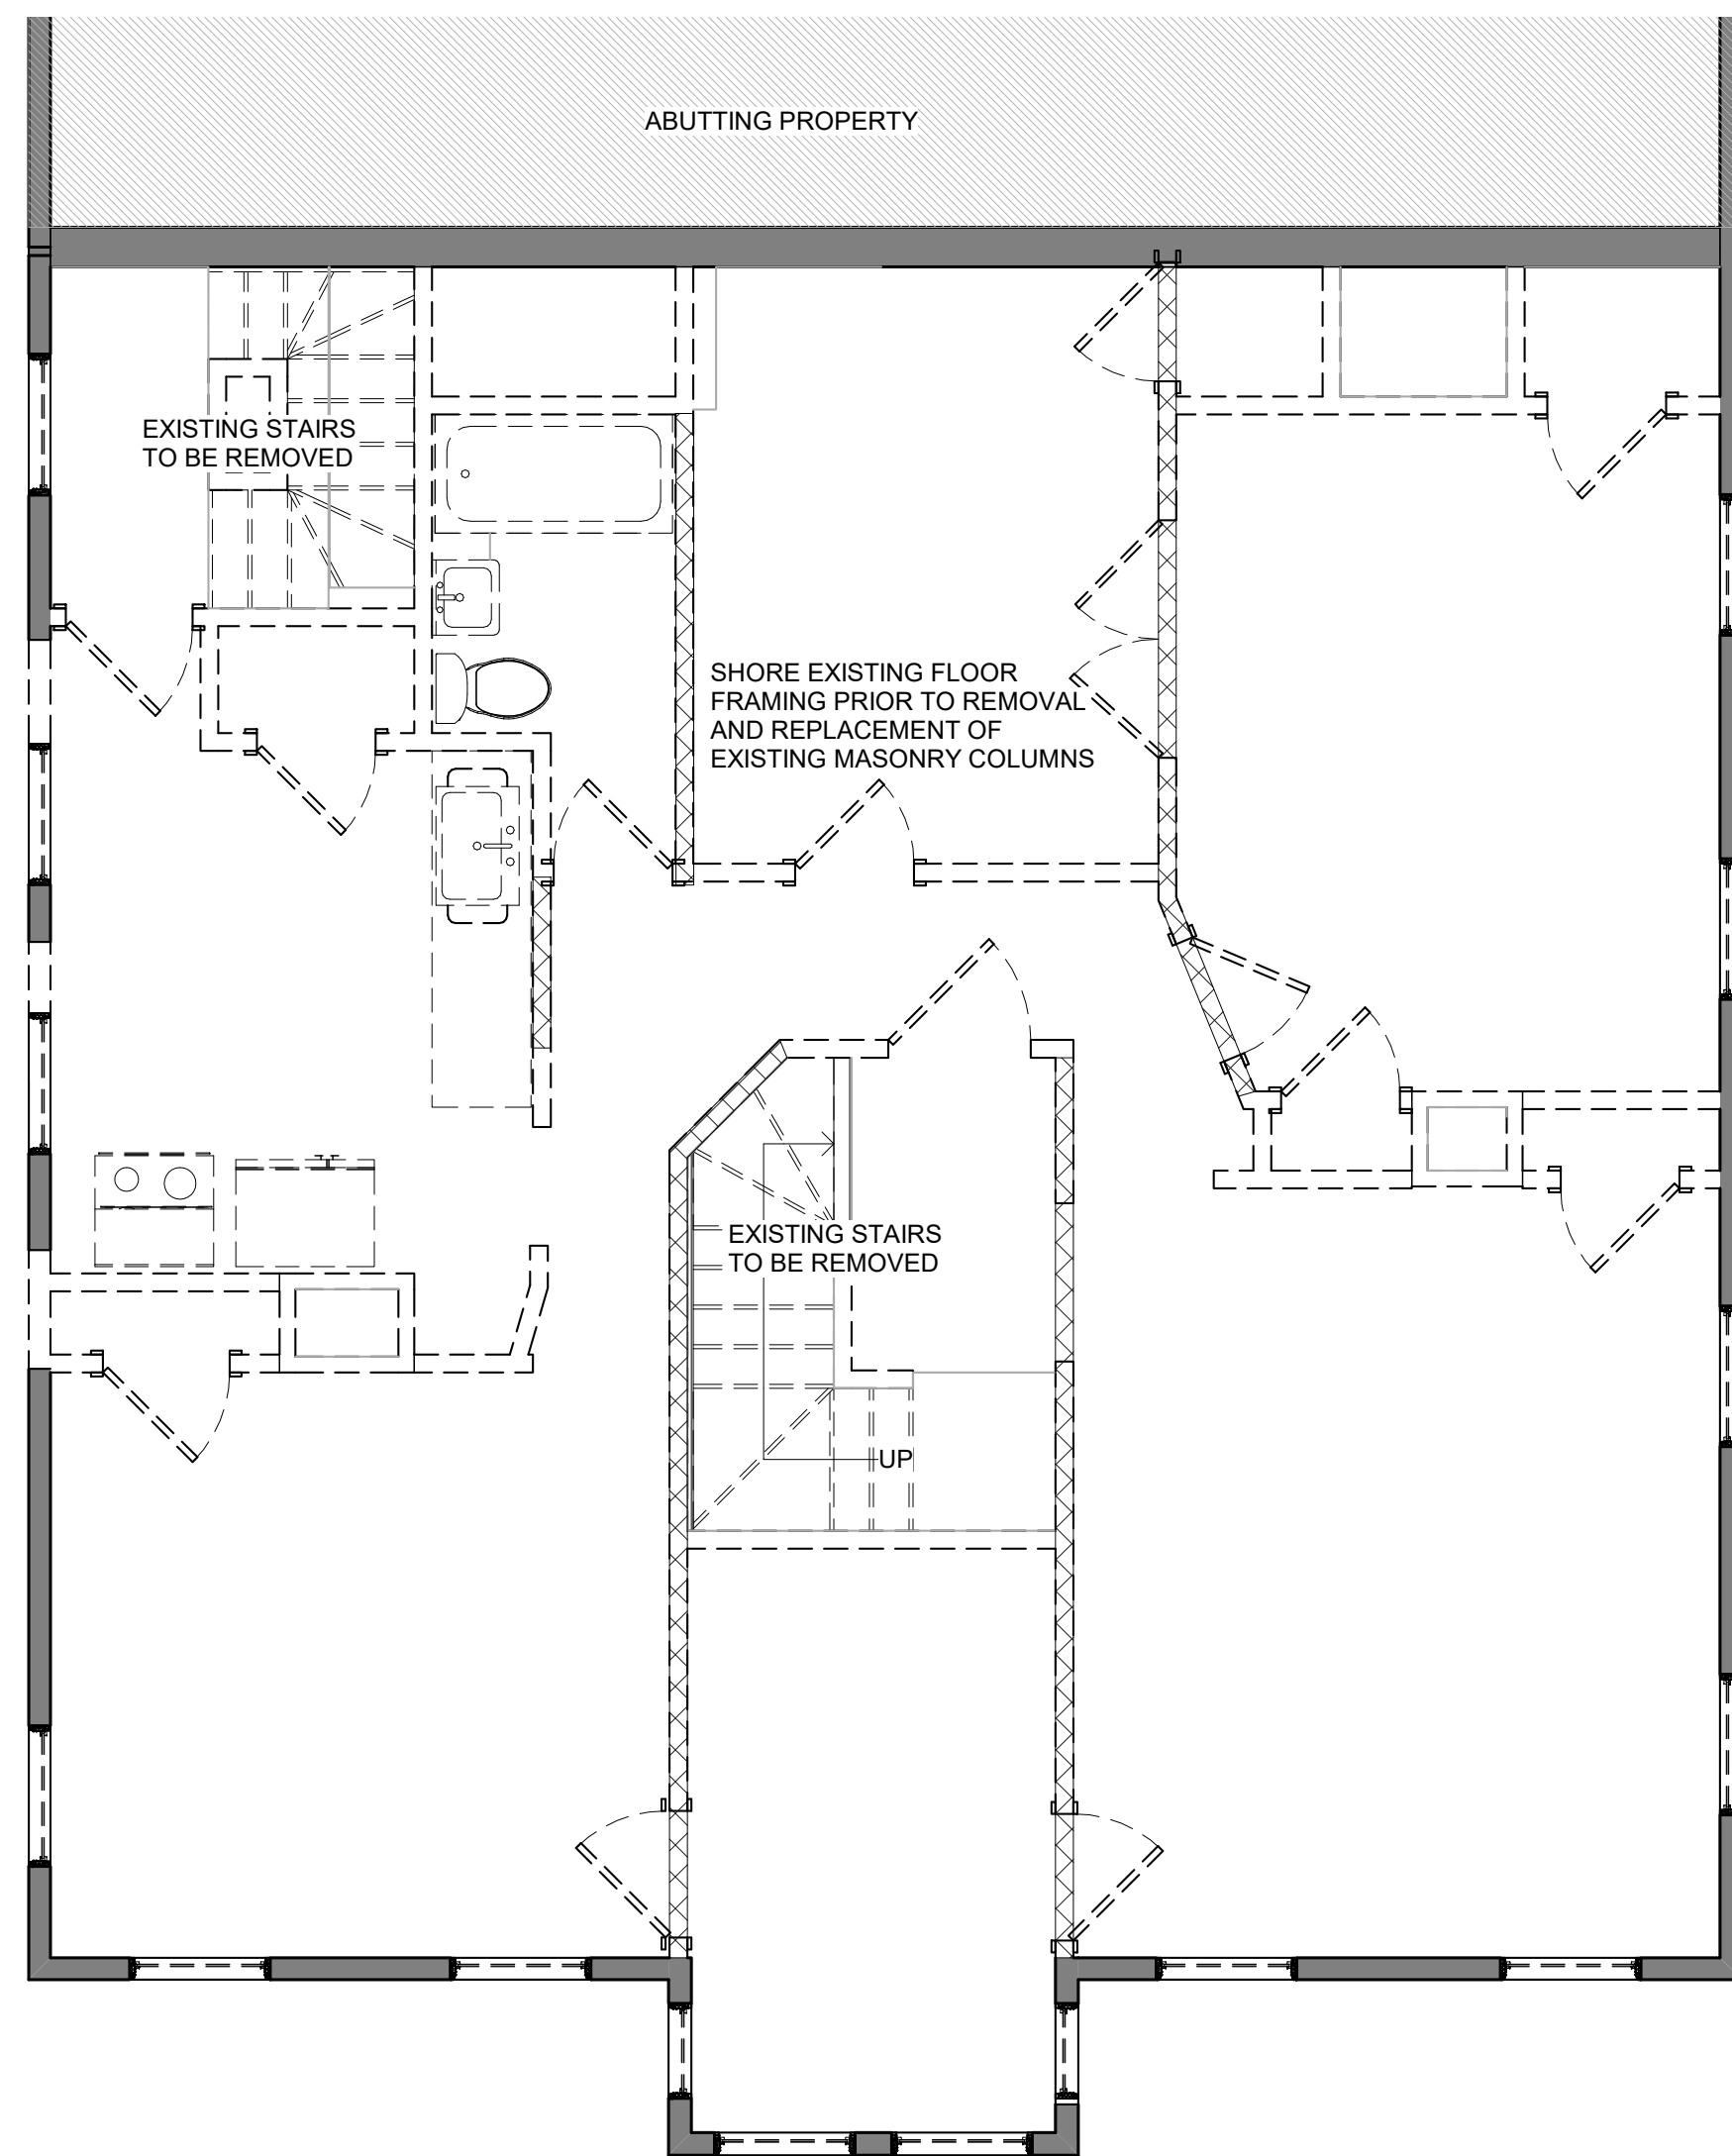 ABUTTING PROPERTY
EXISTING STAIRS
TO BE REMOVED
SHORE EXISTING FLOOR
FRAMING PRIOR TO REMOVAL
AND REPLACEMENT OF
EXISTING MASONRY COLUMNS
EXISTING STAIRS
TO BE REMOVED
UP